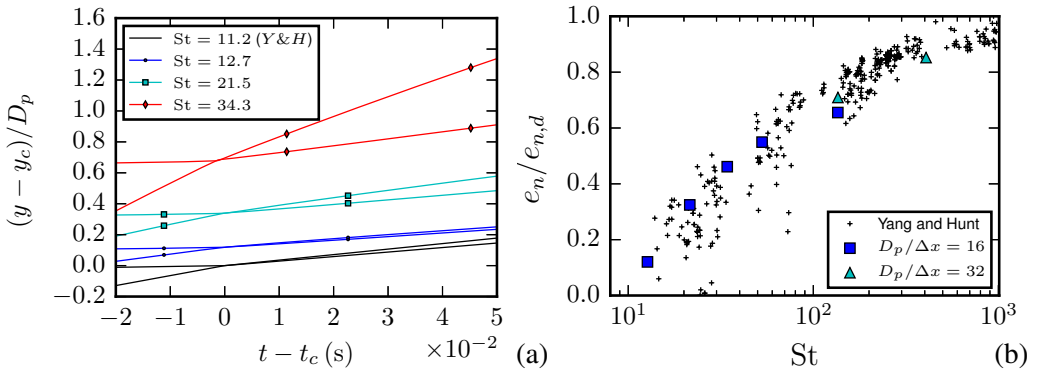 1.6
1.4
1.2
1.0
0.8
0.6
0.4
0.2
0.0
−0.2
(y − y_c)/D_p
St = 11.2 (Y&H)
St = 12.7
St = 21.5
St = 34.3
−2 −1 0 1 2 3 4 5
t − t_c (s)
×10^−2
(a)
1.0
0.8
0.6
0.4
0.2
0.0
e_n/e_{n,d}
Yang and Hunt
D_p/Δx = 16
D_p/Δx = 32
10^1 10^2 10^3
St
(b)